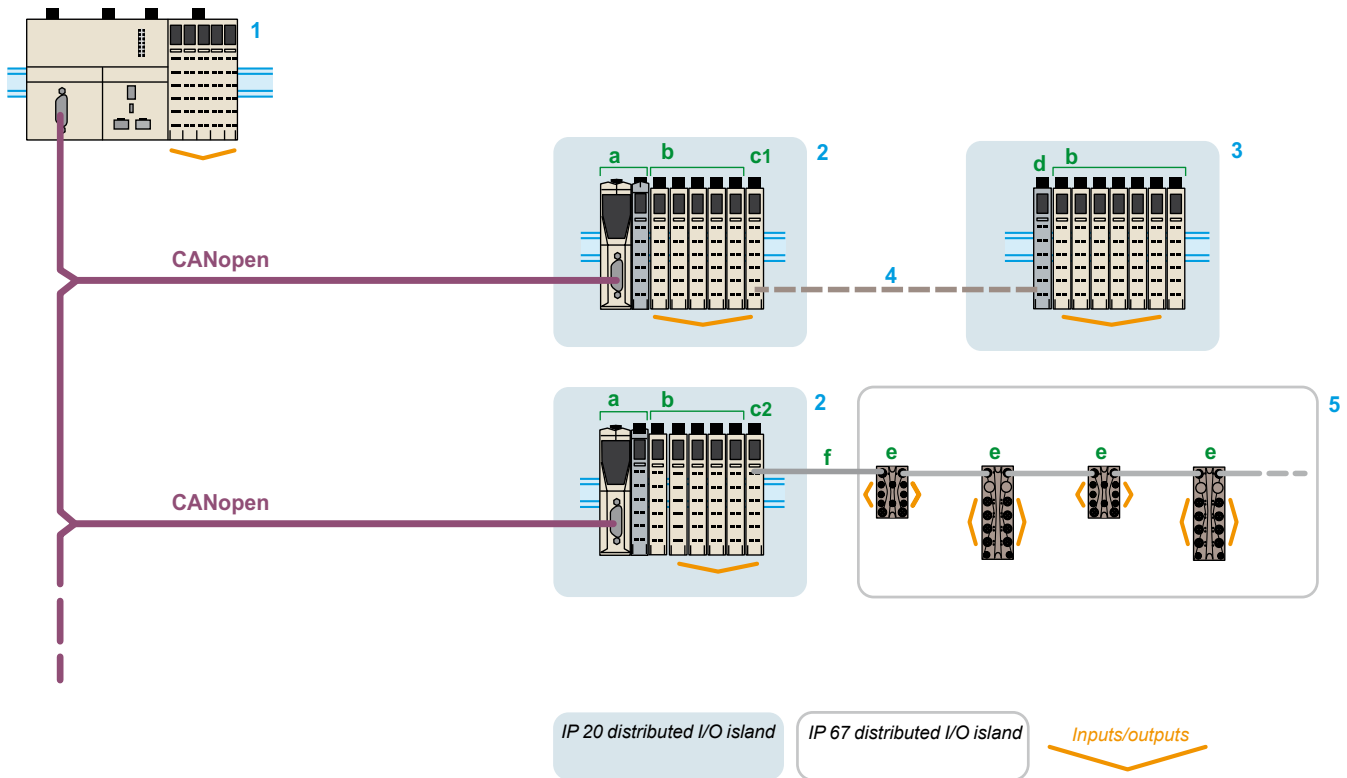 1
a b c1 2
d b 3
CANopen
4
a b c2 2
5
f e e e e
CANopen
IP 20 distributed I/O island
IP 67 distributed I/O island
Inputs/outputs